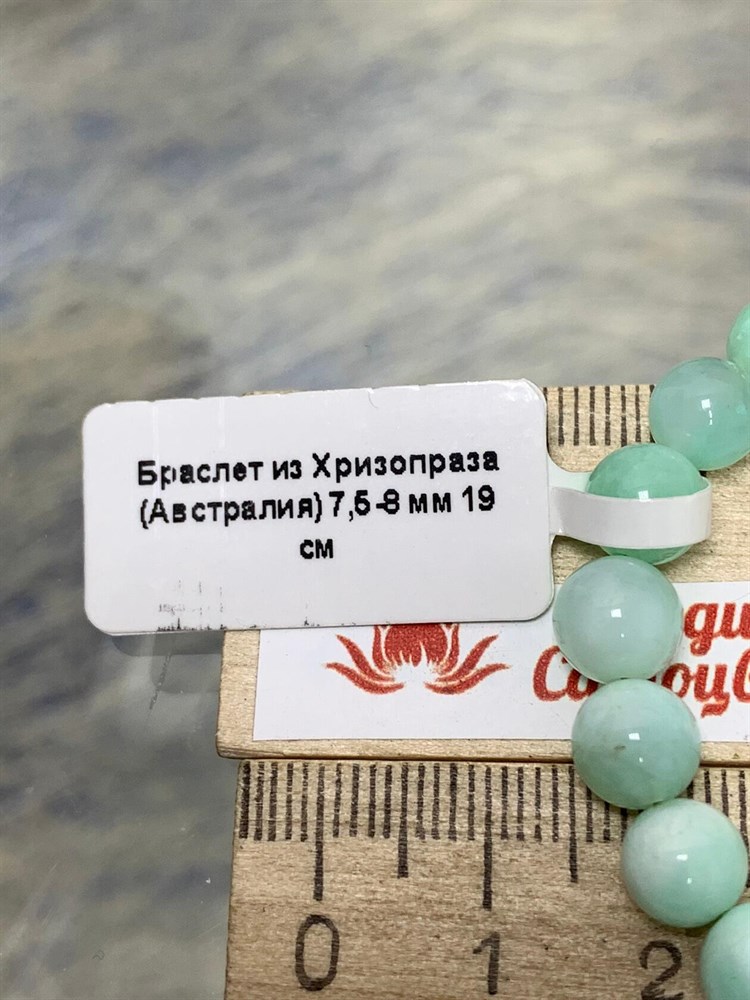 Браслет из Хризопраза
(Австралия) 7,5-8 мм 19
см
0 1 2